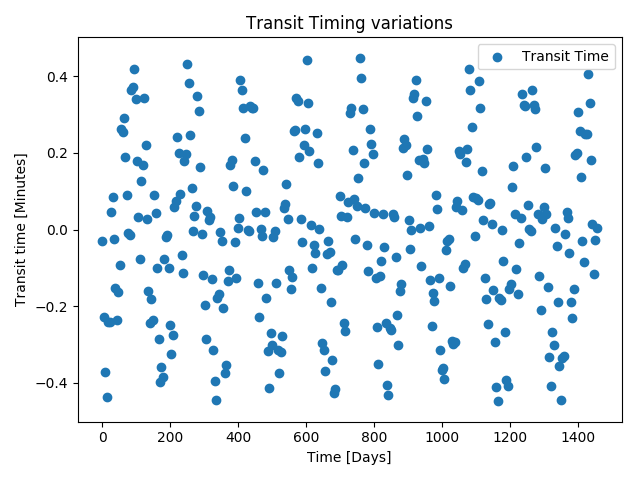 Transit Timing variations
Transit Time
Transit time [Minutes]
0.4
0.2
0.0
−0.2
−0.4
0 200 400 600 800 1000 1200 1400
Time [Days]